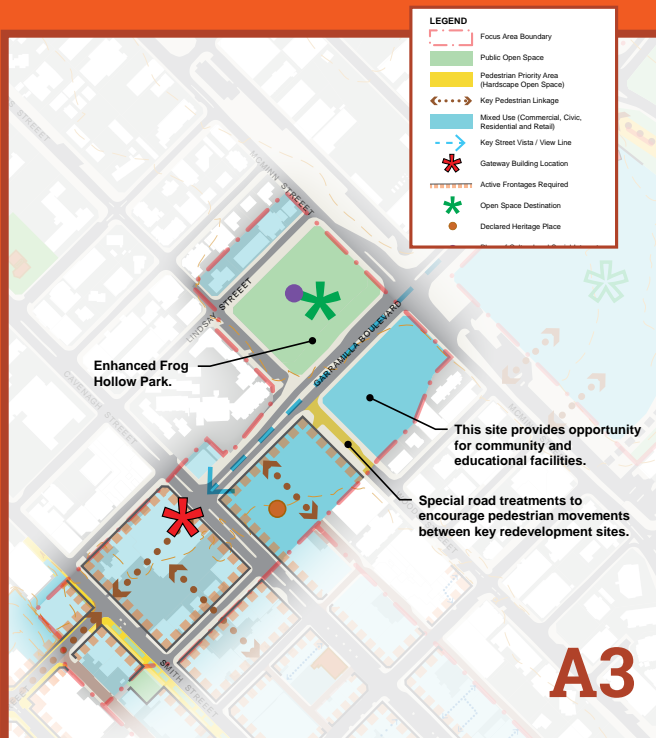 LEGEND
Focus Area Boundary
Public Open Space
Pedestrian Priority Area
(Hardscape Open Space)
Key Pedestrian Linkage
Mixed Use (Commercial, Civic,
Residential and Retail)
Key Street Vista / View Line
Gateway Building Location
Active Frontages Required
Open Space Destination
Declared Heritage Place
MCMINN STREEET
LINDSAY STREEET
GARRAMILLA BOULEVARD
Enhanced Frog
Hollow Park.
CAVENAGH STREET
This site provides opportunity
for community and
educational facilities.
Special road treatments to
encourage pedestrian movements
between key redevelopment sites.
SMITH STREET
A3